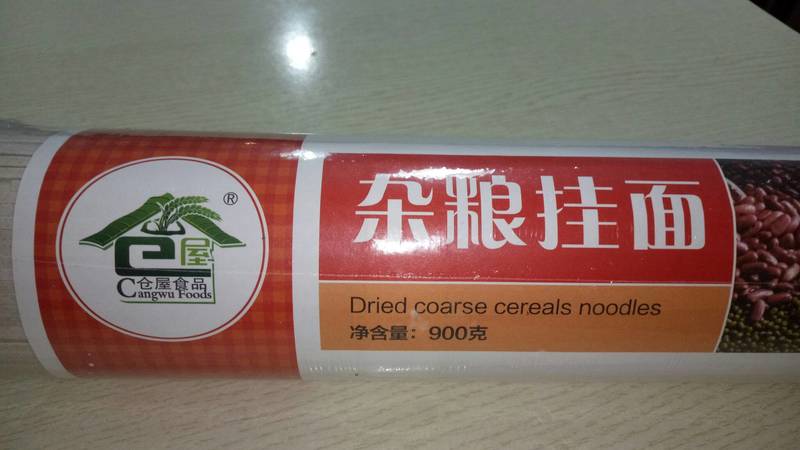 ®
仓屋
仓屋食品
Cangwu Foods
杂粮挂面
Dried coarse cereals noodles
净含量：900克